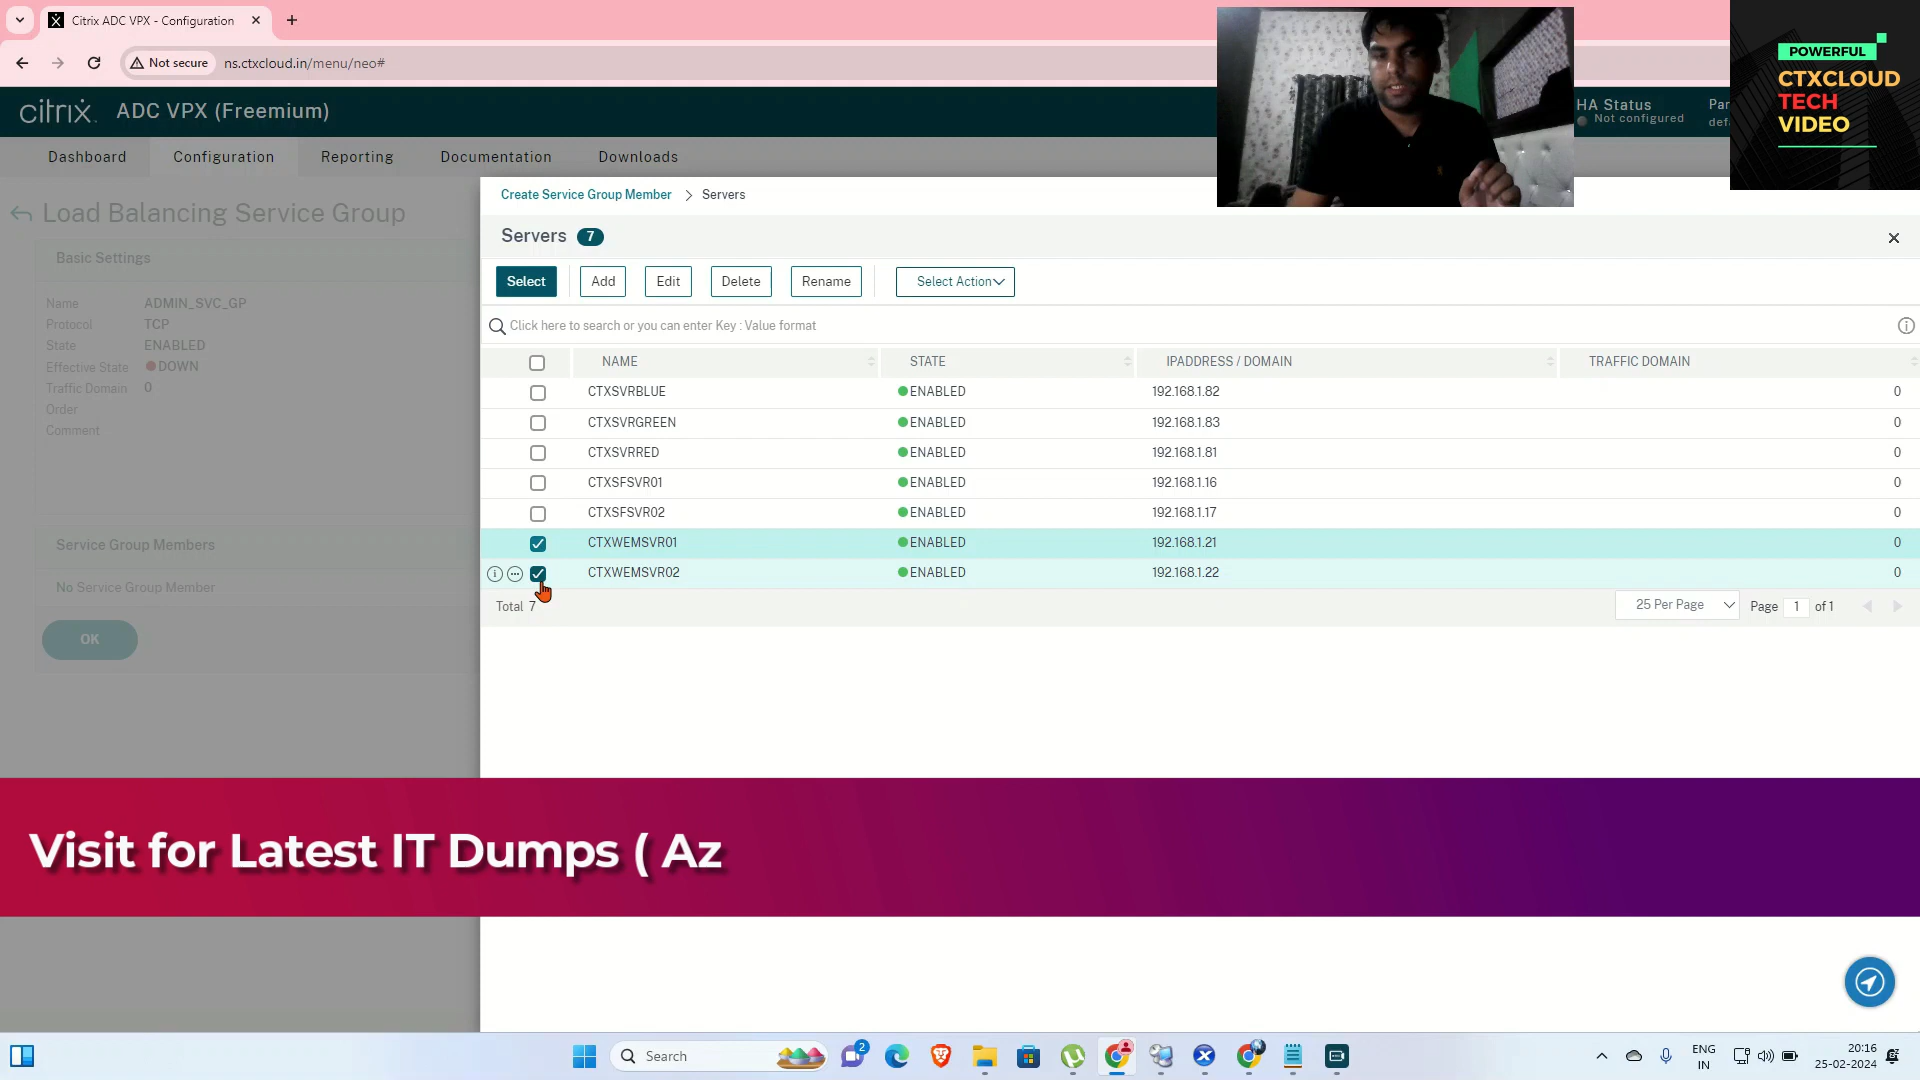 Citrix ADC VPX - Configuration
Not secure
ns.ctxcloud.in/menu/neo#
POWERFUL
CTXCLOUD
TECH
VIDEO
citrix ADC VPX (Freemium)
HA Status
Not configured
Par
defa
Dashboard
Configuration
Reporting
Documentation
Downloads
Load Balancing Service Group
Basic Settings
Name ADMIN_SVC_GP
Protocol TCP
State ENABLED
Effective State DOWN
Traffic Domain 0
Order
Comment
Service Group Members
No Service Group Member
OK
Create Service Group Member > Servers
Servers 7
Select
Add
Edit
Delete
Rename
Select Action
Click here to search or you can enter Key : Value format
NAME STATE IPADDRESS / DOMAIN TRAFFIC DOMAIN
CTXSVRBLUE ENABLED 192.168.1.82 0
CTXSVRGREEN ENABLED 192.168.1.83 0
CTXSVRRED ENABLED 192.168.1.81 0
CTXSFSVR01 ENABLED 192.168.1.16 0
CTXSFSVR02 ENABLED 192.168.1.17 0
CTXWEMSVR01 ENABLED 192.168.1.21 0
CTXWEMSVR02 ENABLED 192.168.1.22 0
Total 7
25 Per Page
Page 1 of 1
Visit for Latest IT Dumps ( Az
Search
2
ENG
IN
20:16
25-02-2024